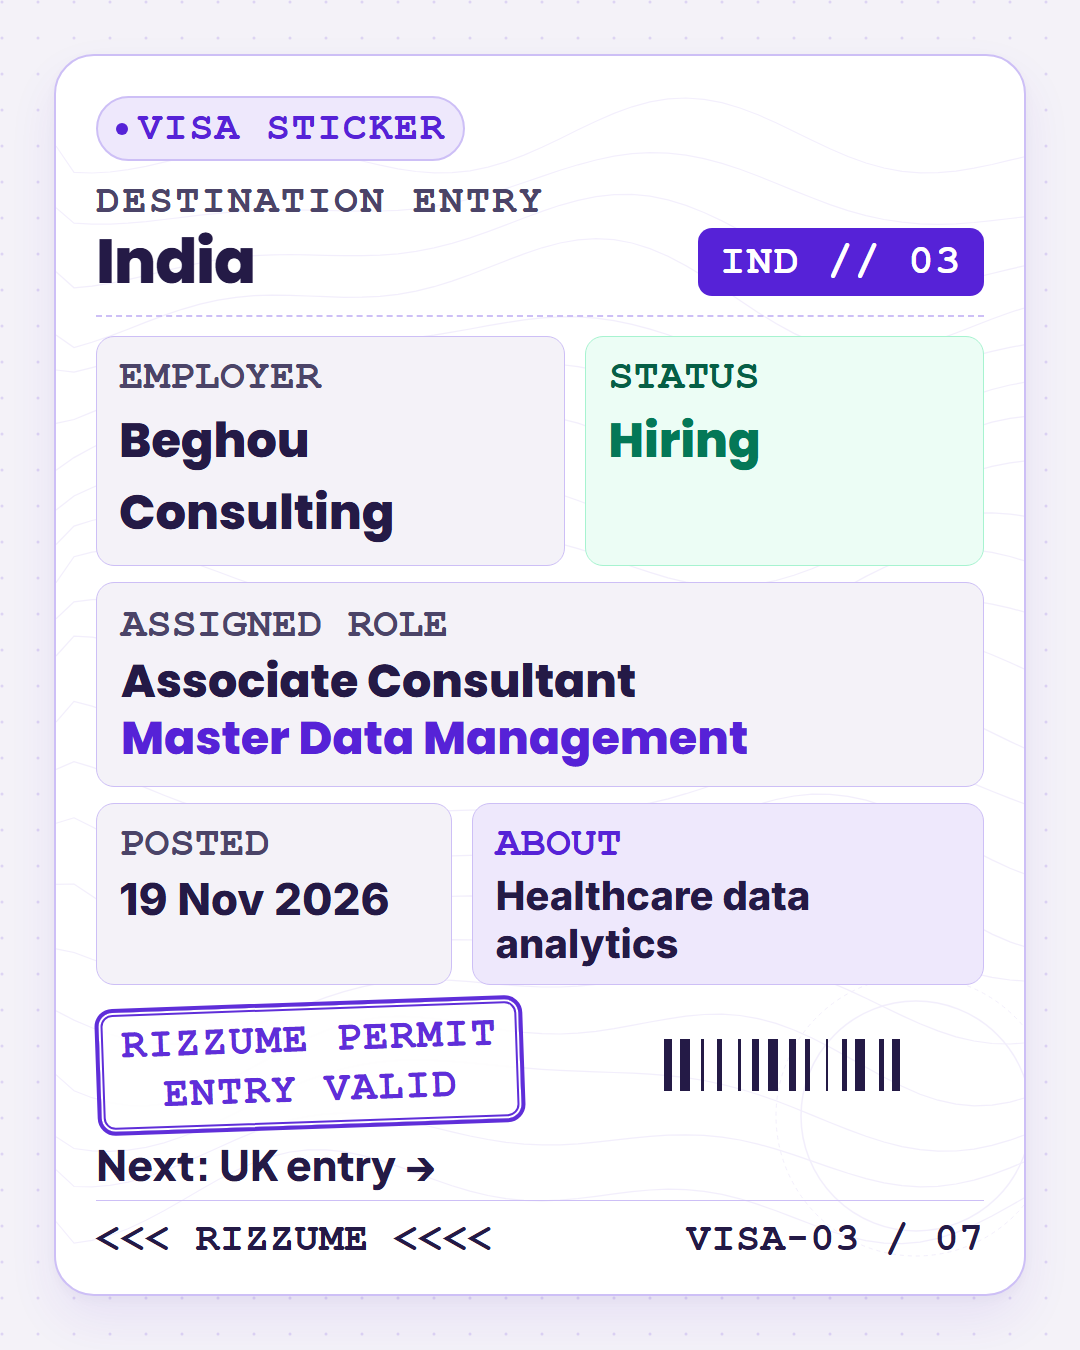 • VISA STICKER
DESTINATION ENTRY
India
IND // 03
EMPLOYER
Beghou
Consulting
STATUS
Hiring
ASSIGNED ROLE
Associate Consultant
Master Data Management
POSTED
19 Nov 2026
ABOUT
Healthcare data
analytics
RIZZUME PERMIT
ENTRY VALID
Next: UK entry →
<<< RIZZUME <<<<
VISA-03 / 07